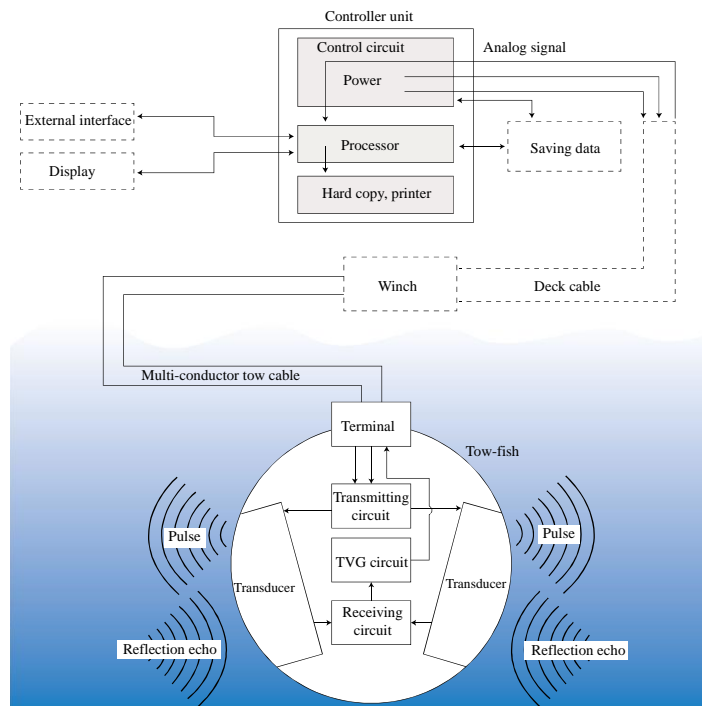 Controller unit
Control circuit
Analog signal
Power
External interface
Processor
Saving data
Display
Hard copy, printer
Winch
Deck cable
Multi-conductor tow cable
Terminal
Tow-fish
Transmitting
circuit
Pulse
Pulse
TVG circuit
Transducer
Transducer
Receiving
circuit
Reflection echo
Reflection echo